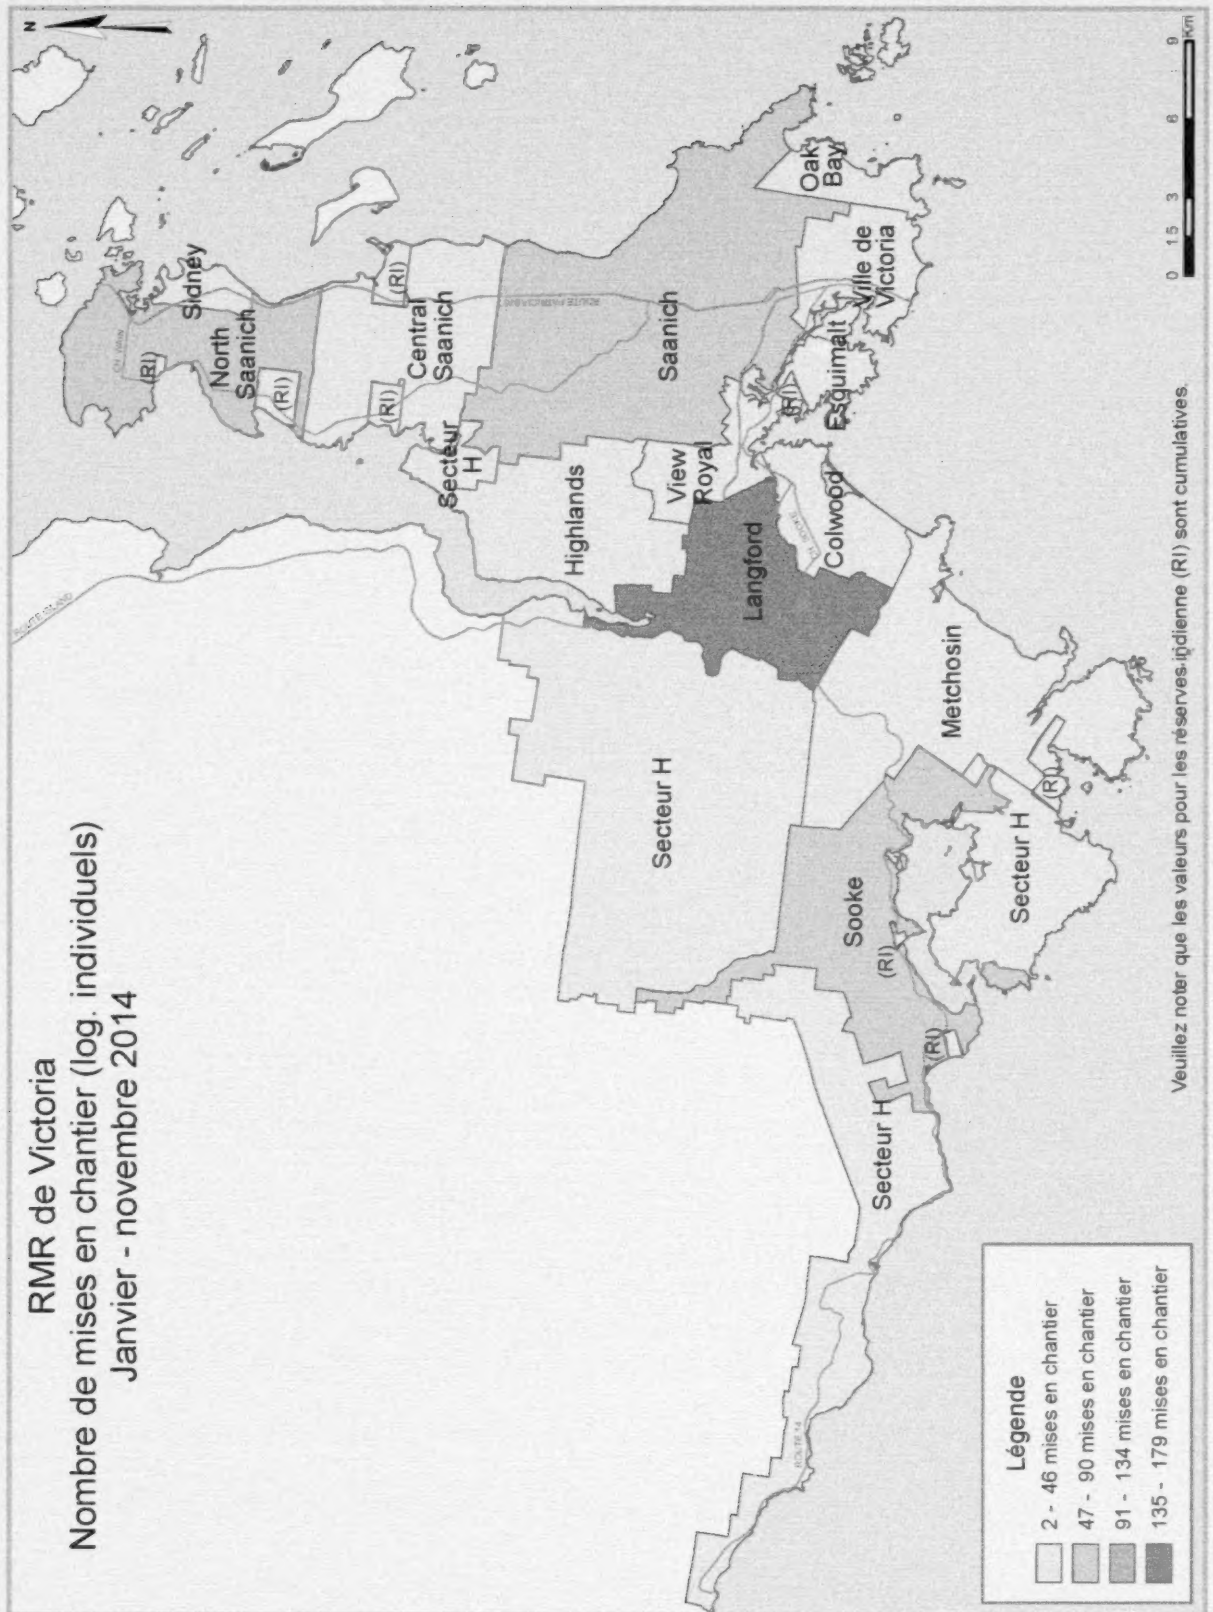 RMR de Victoria
Nombre de mises en chantier (log. individuels)
Janvier - novembre 2014
N
ROUTE ISLAND
Sidney
North
Saanich
(RI)
(RI)
(RI)
(RI)
Central
Saanich
Secteur
H
Saanich
Highlands
View
Royal
Langford
Colwood
(RI)
Esquimalt
Ville de
Victoria
Oak
Bay
Metchosin
Secteur H
Sooke
(RI)
(RI)
Secteur H
(RI)
Secteur H
ROUTE 14
Légende
2 - 46 mises en chantier
47 - 90 mises en chantier
91 - 134 mises en chantier
135 - 179 mises en chantier
0 1 5 3 6 9
Km
Veuillez noter que les valeurs pour les réserves indienne (RI) sont cumulatives.